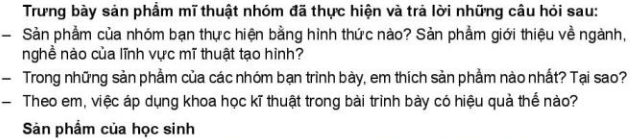 Trưng bày sản phẩm mĩ thuật nhóm đã thực hiện và trả lời những câu hỏi sau:
– Sản phẩm của nhóm bạn thực hiện bằng hình thức nào? Sản phẩm giới thiệu về ngành,
nghề nào của lĩnh vực mĩ thuật tạo hình?
– Trong những sản phẩm của các nhóm bạn trình bày, em thích sản phẩm nào nhất? Tại sao?
– Theo em, việc áp dụng khoa học kĩ thuật trong bài trình bày có hiệu quả thế nào?
Sản phẩm của học sinh